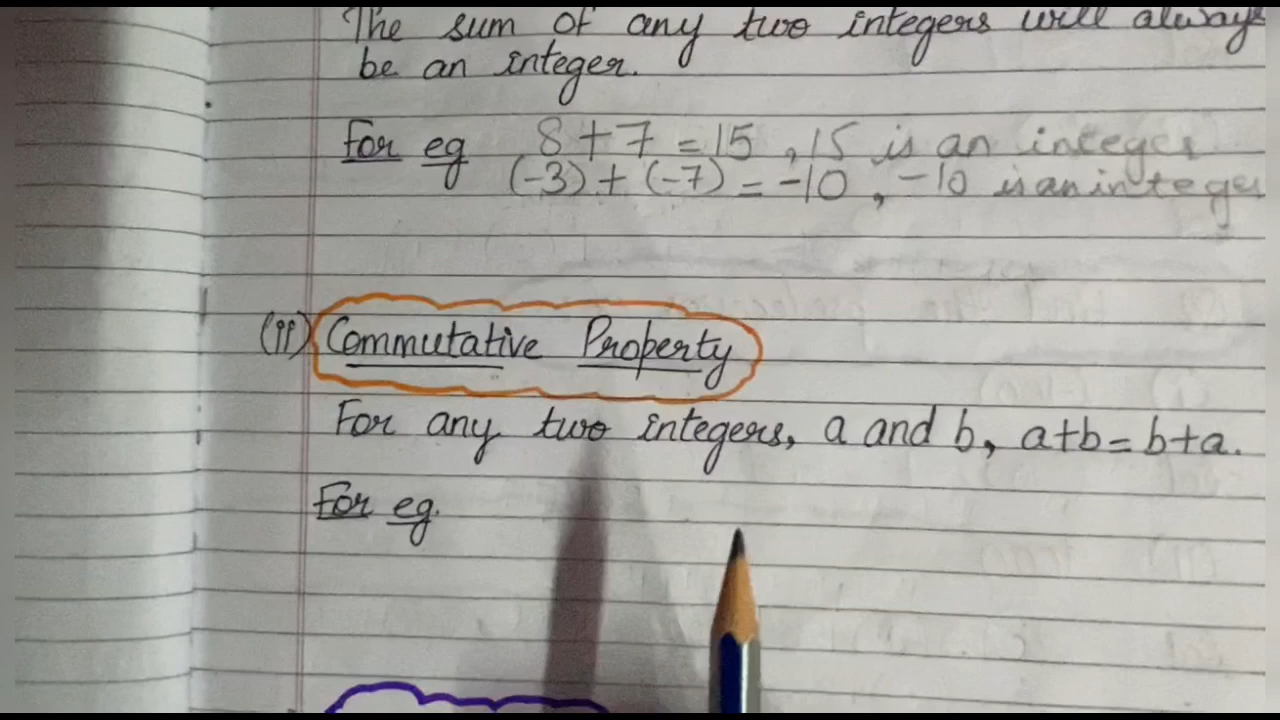 The sum of any two integers will always
be an integer.
For eg 8+7=15, 15 is an integer
(-3)+(-7)=-10, -10 is an intege
(ii) Commutative Property
For any two integers, a and b, a+b=b+a.
For eg.